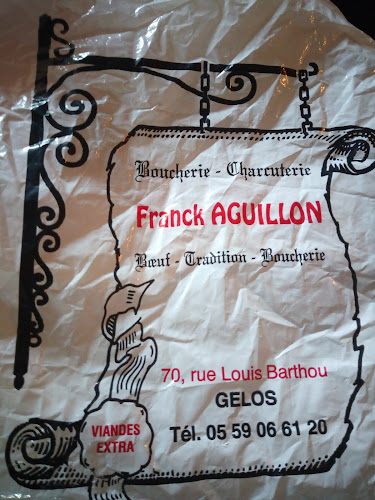 Boucherie - Charcuterie
Franck AGUILLON
Bœuf - Tradition - Boucherie
70, rue Louis Barthou
GELOS
Tél. 05 59 06 61 20
VIANDES
EXTRA